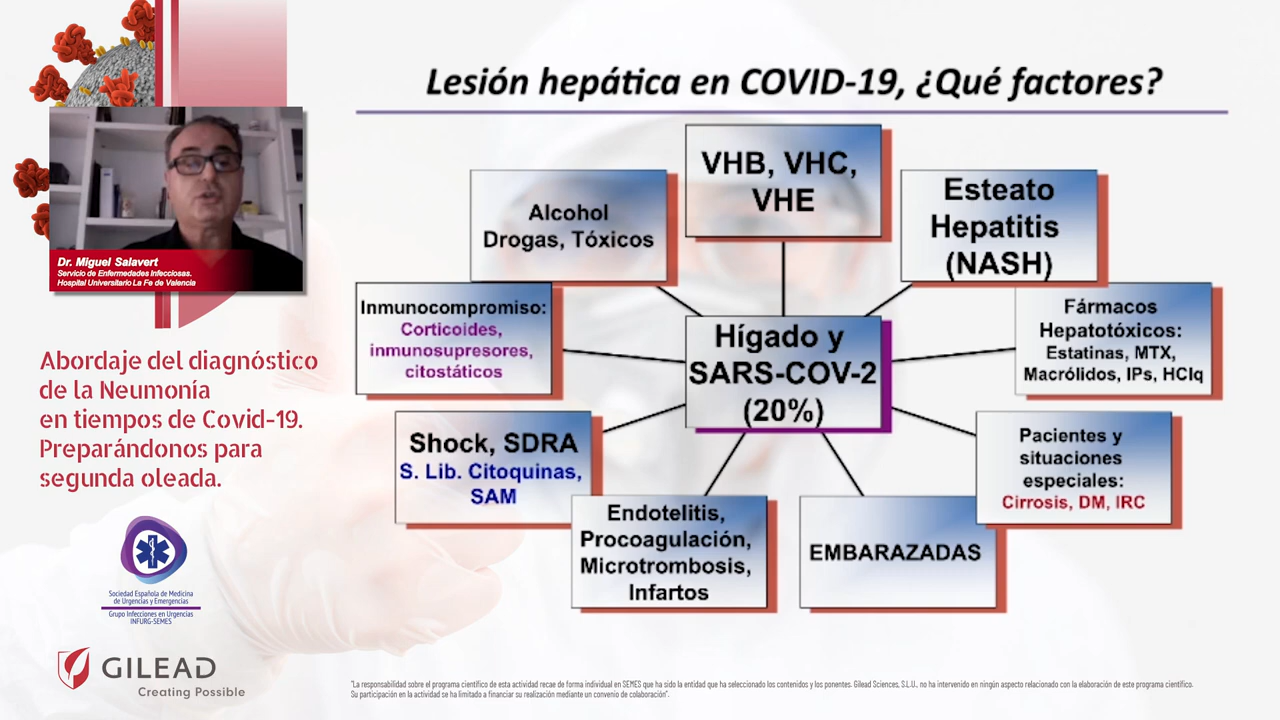 Lesión hepática en COVID-19, ¿Qué factores?
VHB, VHC,
VHE
Alcohol
Drogas, Tóxicos
Esteato
Hepatitis
(NASH)
Inmunocompromiso:
Corticoides,
inmunosupresores,
citostáticos
Hígado y
SARS-COV-2
(20%)
Fármacos
Hepatotóxicos:
Estatinas, MTX,
Macrólidos, IPs, HClq
Shock, SDRA
S. Lib. Citoquinas,
SAM
Pacientes y
situaciones
especiales:
Cirrosis, DM, IRC
Endotelitis,
Procoagulación,
Microtrombosis,
Infartos
EMBARAZADAS
Dr. Miguel Salavert
Servicio de Enfermedades Infecciosas.
Hospital Universitario La Fe de Valencia
Abordaje del diagnóstico
de la Neumonía
en tiempos de Covid-19.
Preparándonos para
segunda oleada.
Sociedad Española de Medicina
de Urgencias y Emergencias
Grupo Infecciones en Urgencias
INFURG-SEMES
GILEAD
Creating Possible
"La responsabilidad sobre el programa científico de esta actividad recae de forma individual en SEMES que ha sido la entidad que ha seleccionado los contenidos y los ponentes. Gilead Sciences, S.L.U.. no ha intervenido en ningún aspecto relacionado con la elaboración de este programa científico.
Su participación en la actividad se ha limitado a financiar su realización mediante un convenio de colaboración".